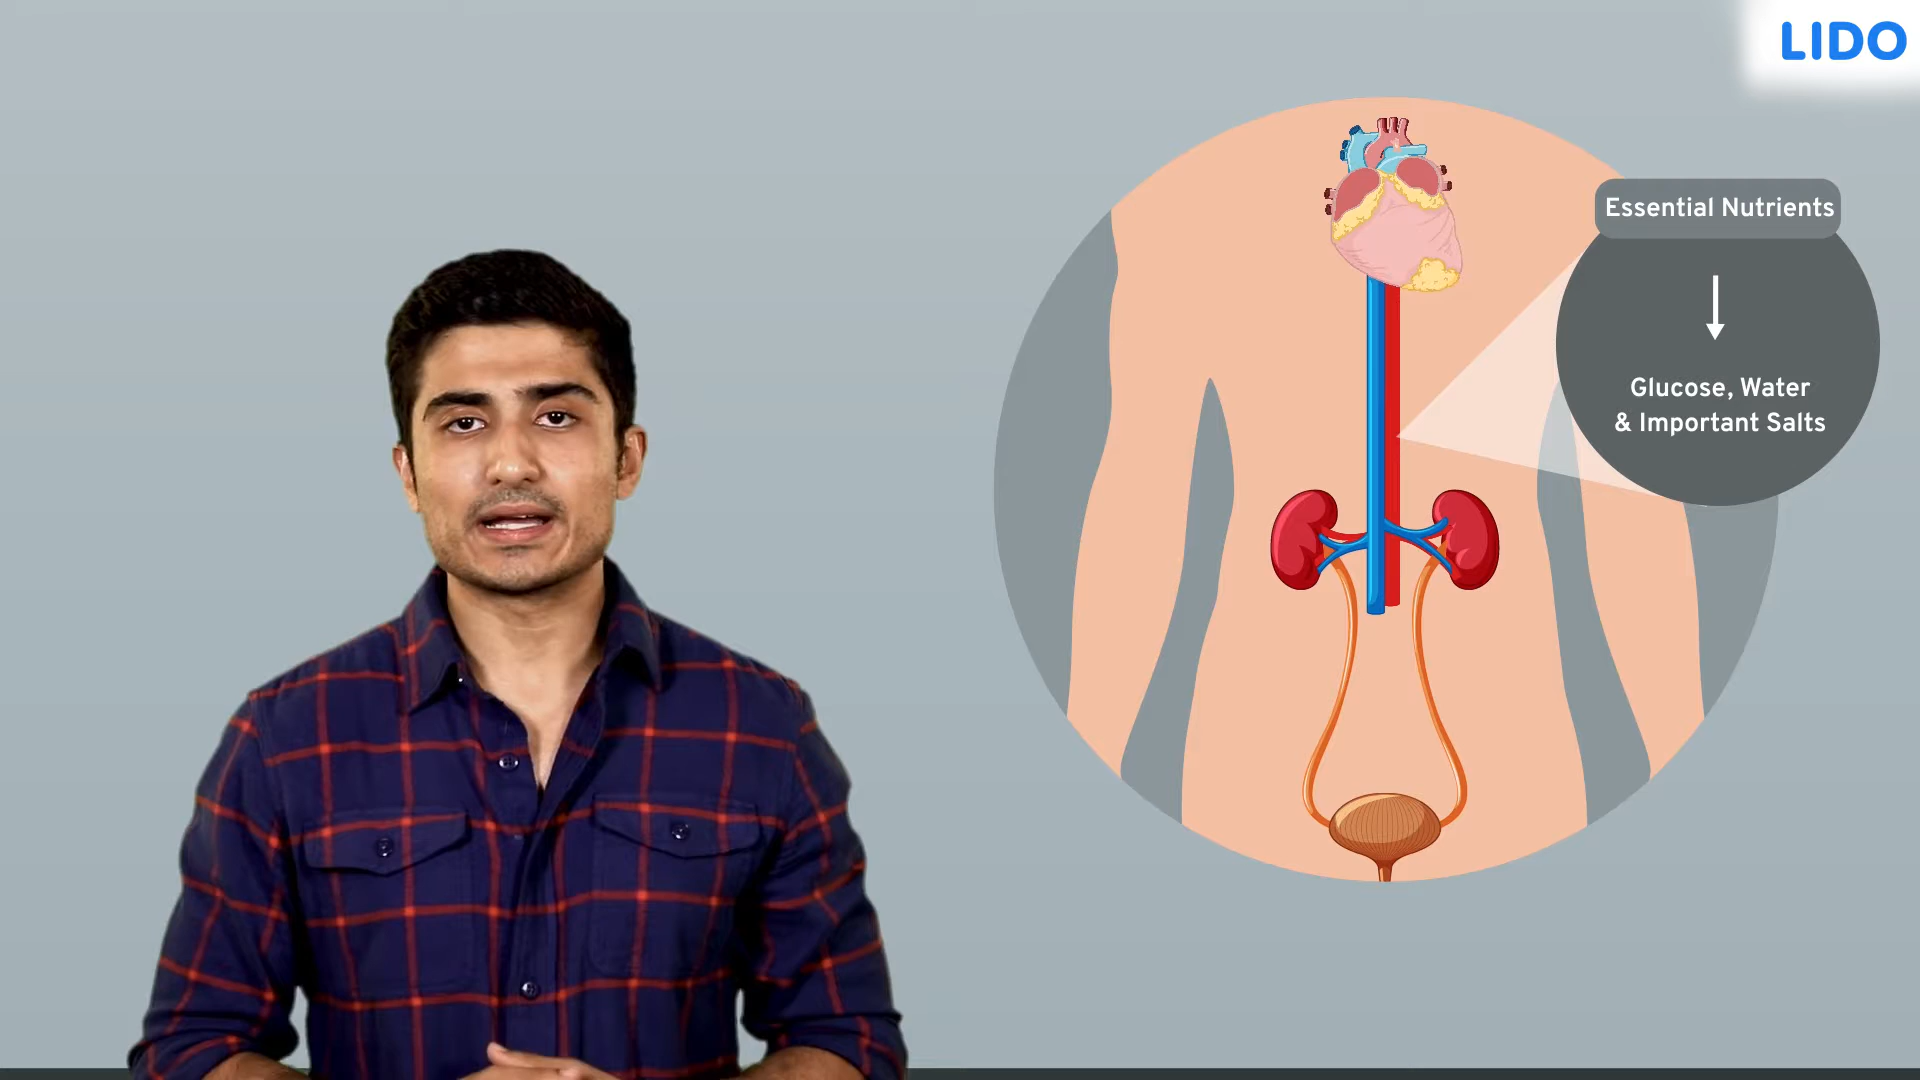 LIDO
Essential Nutrients
Glucose, Water
& Important Salts